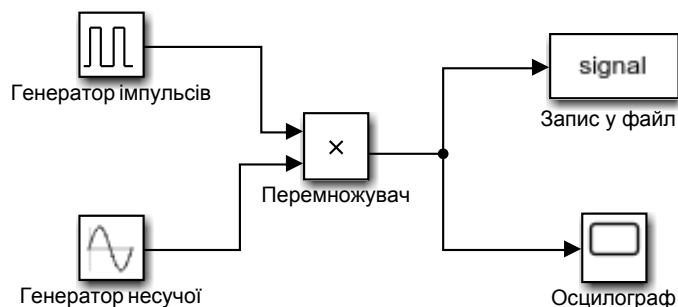 Генератор імпульсів
signal
Запис у файл
×
Перемножувач
Генератор несучої
Осцилограф